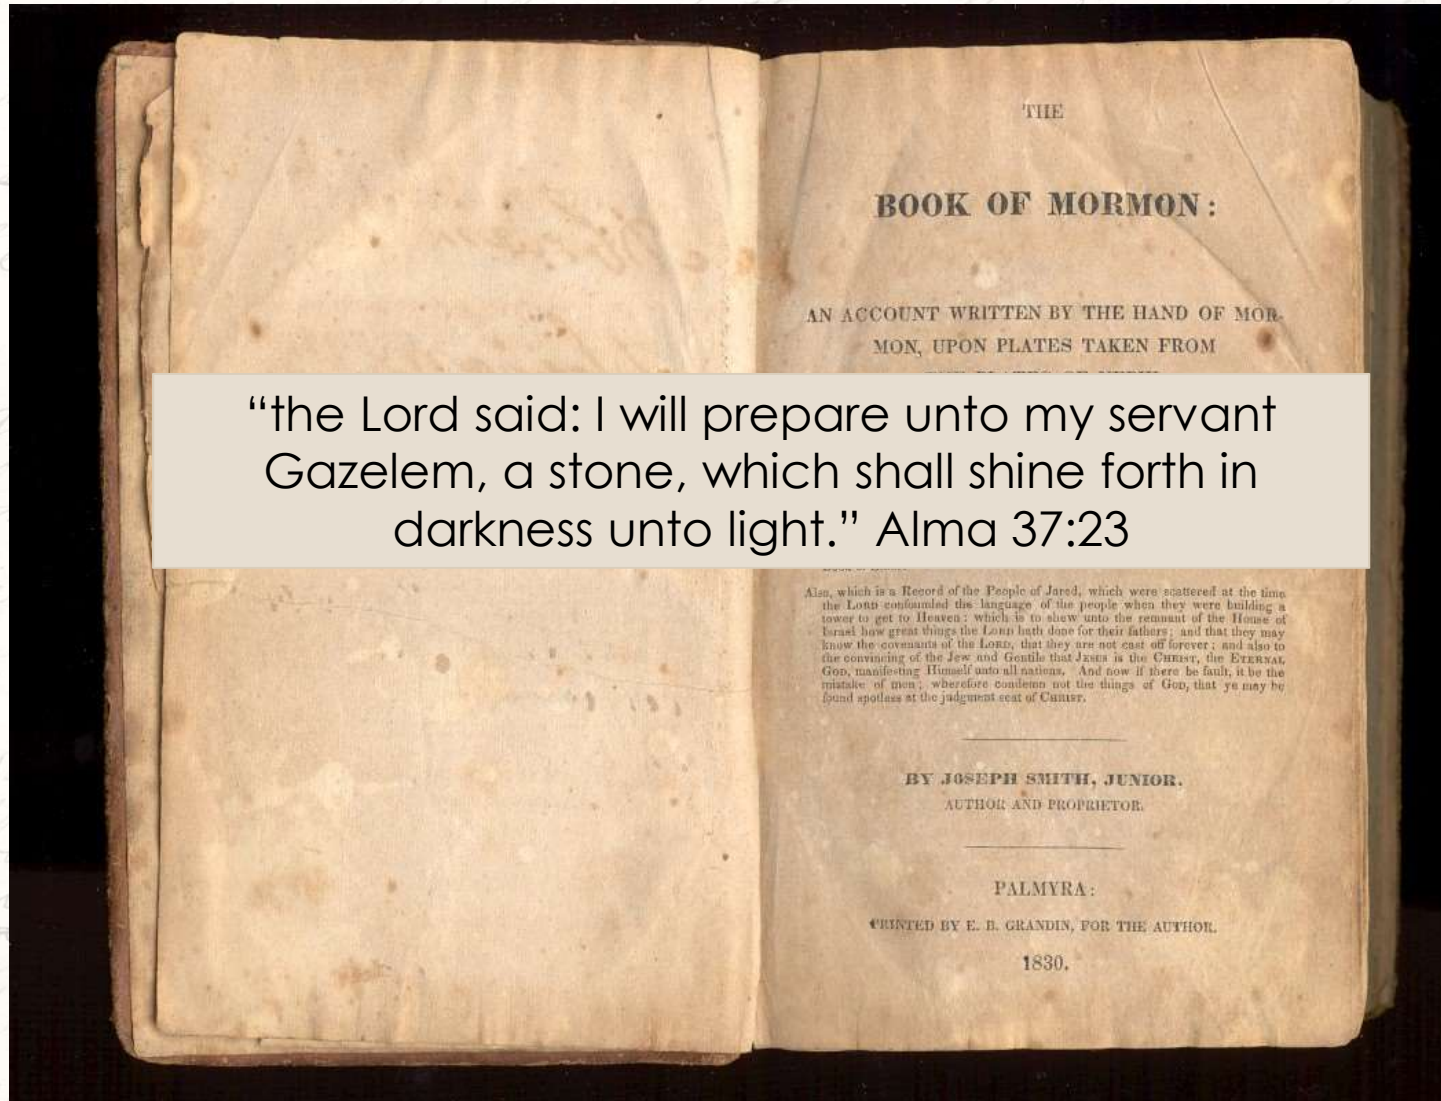 THE
BOOK OF MORMON:
AN ACCOUNT WRITTEN BY THE HAND OF MOR-
MON, UPON PLATES TAKEN FROM
“the Lord said: I will prepare unto my servant
Gazelem, a stone, which shall shine forth in
darkness unto light.” Alma 37:23
Also, which is a Record of the People of Jared, which were scattered at the time
the LORD confounded the language of the people when they were building a
tower to get to Heaven: which is to shew unto the remnant of the House of
Israel how great things the LORD hath done for their fathers; and that they may
know the covenants of the LORD, that they are not cast off forever; and also to
the convincing of the Jew and Gentile that JESUS is the CHRIST, the ETERNAL
GOD, manifesting Himself unto all nations. And now if there be fault, it be the
mistake of men; wherefore condemn not the things of GOD, that ye may be
found spotless at the judgment seat of CHRIST.
BY JOSEPH SMITH, JUNIOR.
AUTHOR AND PROPRIETOR.
PALMYRA:
PRINTED BY E. B. GRANDIN, FOR THE AUTHOR.
1830.